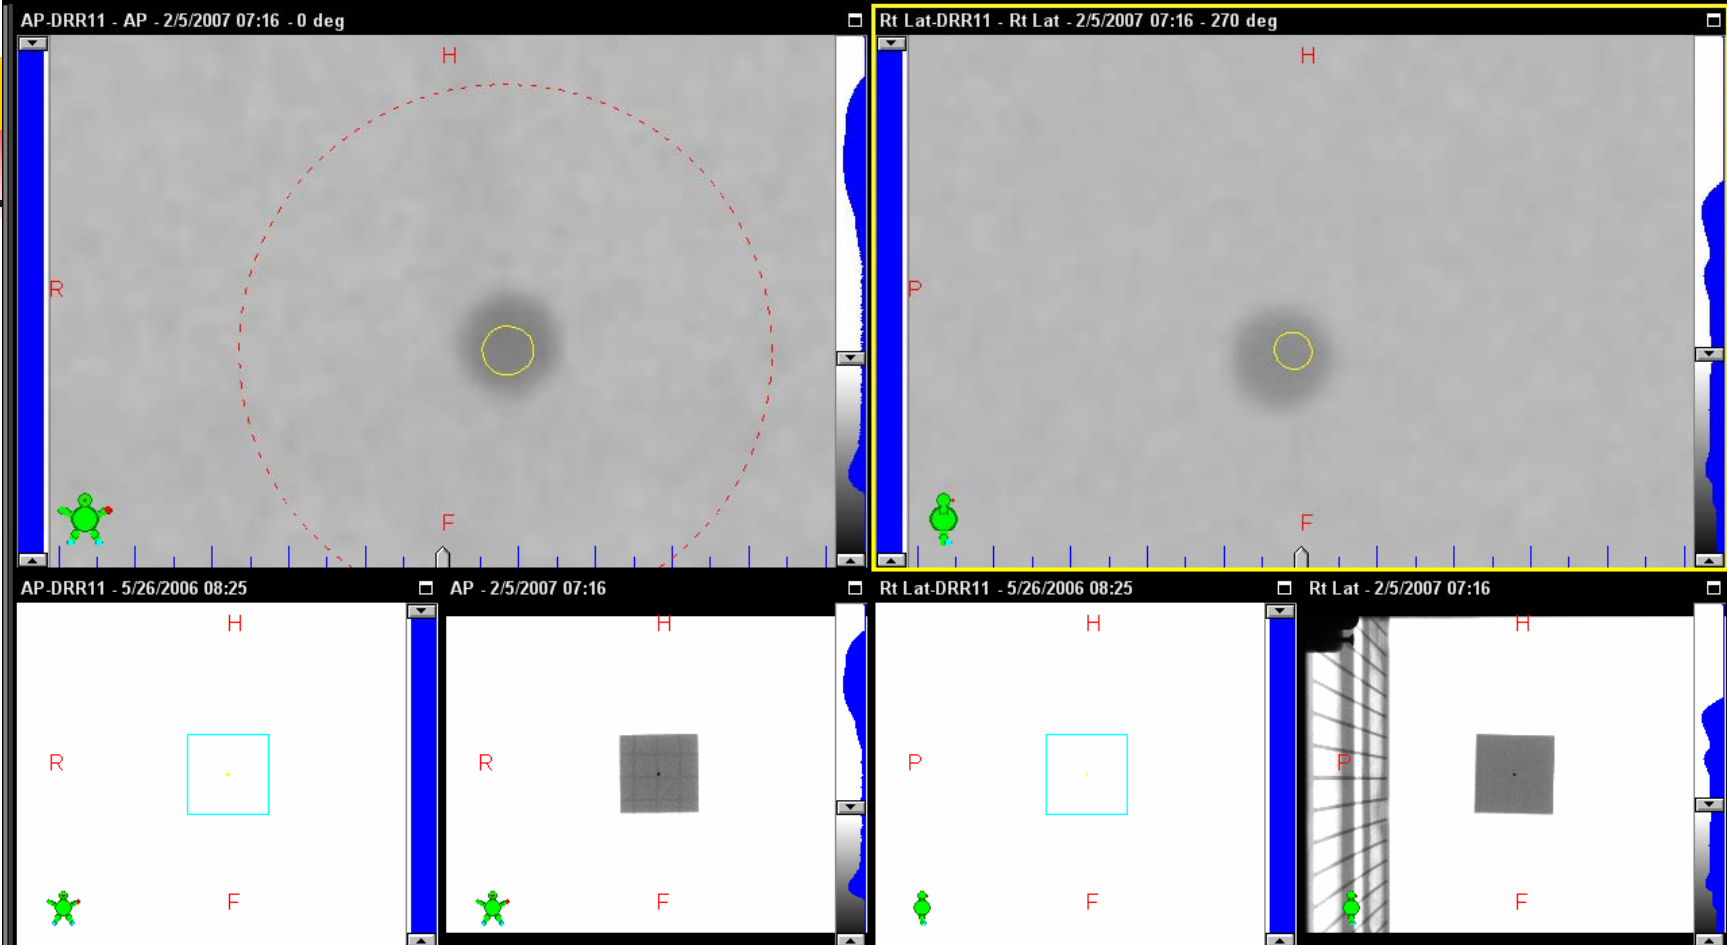 AP-DRR11 - AP - 2/5/2007 07:16 - 0 deg
H
R
F
Rt Lat-DRR11 - Rt Lat - 2/5/2007 07:16 - 270 deg
H
P
F
AP-DRR11 - 5/26/2006 08:25
H
R
F
AP - 2/5/2007 07:16
H
R
F
Rt Lat-DRR11 - 5/26/2006 08:25
H
P
F
Rt Lat - 2/5/2007 07:16
H
P
F